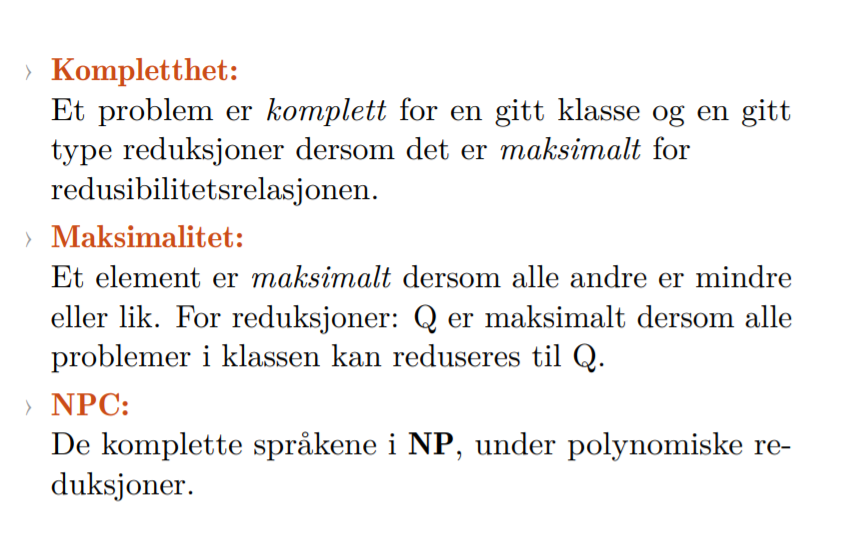 › Kompletthet:
Et problem er komplett for en gitt klasse og en gitt
type reduksjoner dersom det er maksimalt for
redusibilitetsrelasjonen.
› Maksimalitet:
Et element er maksimalt dersom alle andre er mindre
eller lik. For reduksjoner: Q er maksimalt dersom alle
problemer i klassen kan reduseres til Q.
› NPC:
De komplette språkene i NP, under polynomiske re-
duksjoner.